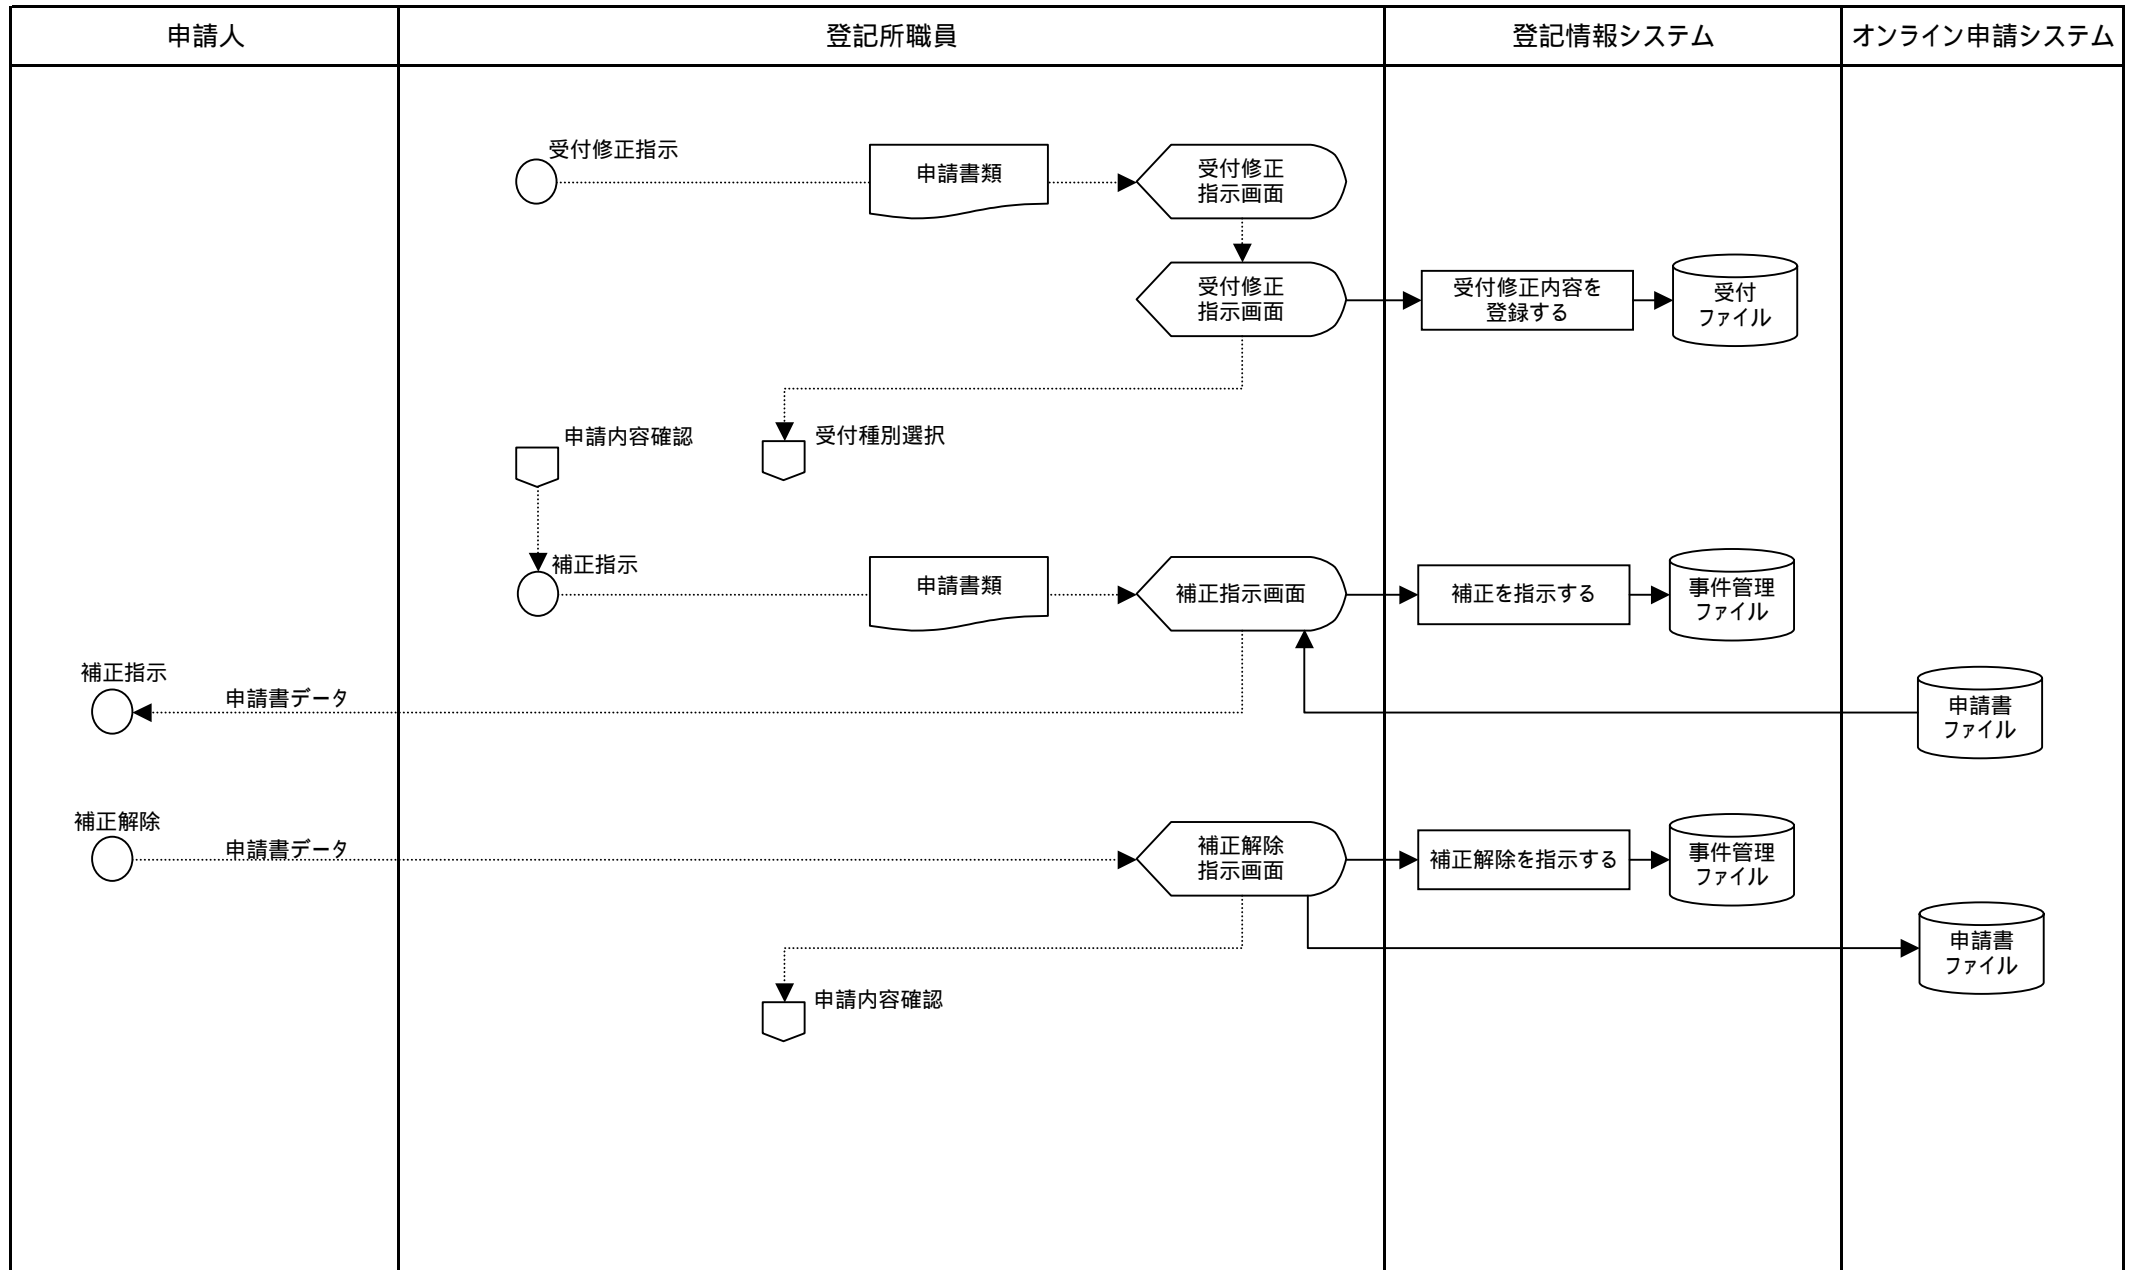 申請人
登記所職員
登記情報システム
オンライン申請システム
受付修正指示
申請書類
受付修正
指示画面
受付修正
指示画面
受付修正内容を
登録する
受付
ファイル
申請内容確認
受付種別選択
補正指示
申請書類
補正指示画面
補正を指示する
事件管理
ファイル
補正指示
申請書データ
申請書
ファイル
補正解除
申請書データ
補正解除
指示画面
補正解除を指示する
事件管理
ファイル
申請書
ファイル
申請内容確認